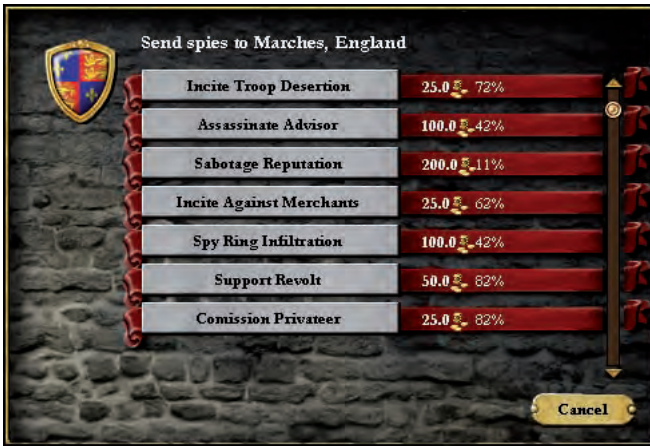 Send spies to Marches, England
Incite Troop Desertion 25.0 72%
Assassinate Advisor 100.0 42%
Sabotage Reputation 200.0 11%
Incite Against Merchants 25.0 62%
Spy Ring Infiltration 100.0 42%
Support Revolt 50.0 82%
Comission Privateer 25.0 82%
Cancel